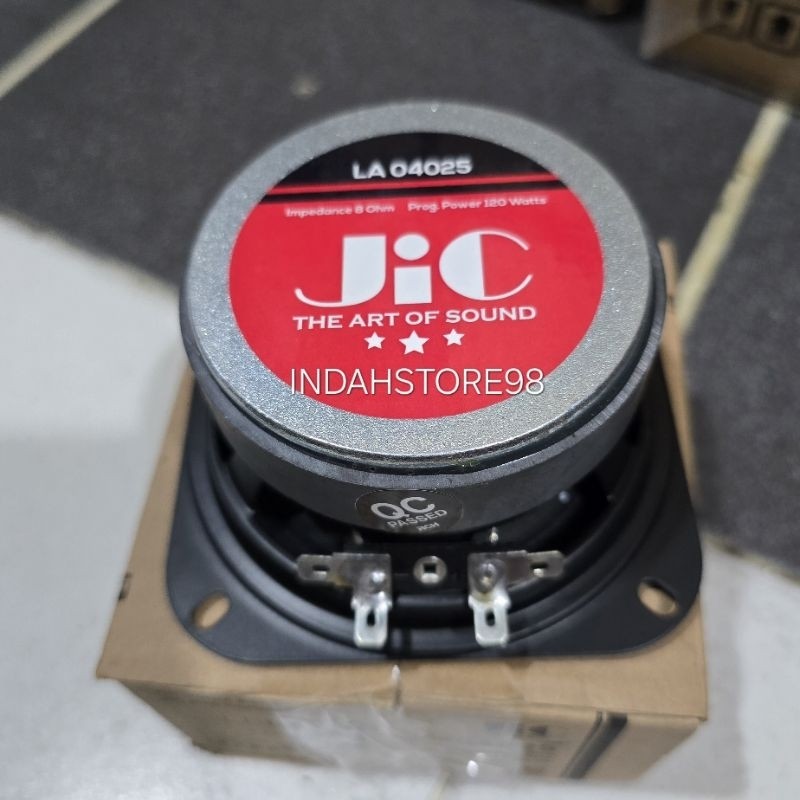 LA 04025
Impedance 8 Ohm Prog. Power 120 Watts
JiC
THE ART OF SOUND
INDAHSTORE98
QC
PASSED